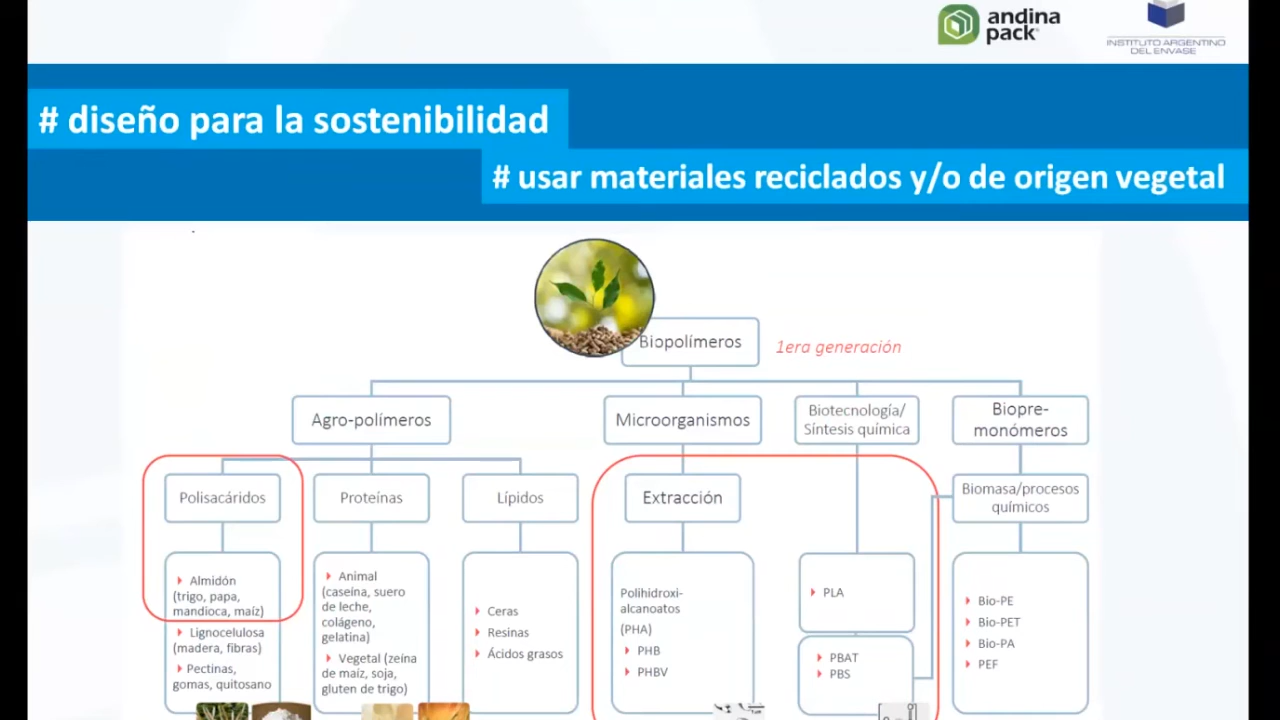 andina
pack
INSTITUTO ARGENTINO
DEL ENVASE
# diseño para la sostenibilidad
# usar materiales reciclados y/o de origen vegetal
Biopolímeros
1era generación
Agro-polímeros
Microorganismos
Biotecnología/
Síntesis química
Biopre-
monómeros
Polisacáridos
Proteínas
Lípidos
Extracción
Biomasa/procesos
químicos
Almidón
(trigo, papa,
mandioca, maíz)
Lignocelulosa
(madera, fibras)
Pectinas,
gomas, quitosano
Animal
(caseína, suero
de leche,
colágeno,
gelatina)
Vegetal (zeína
de maíz, soja,
gluten de trigo)
Ceras
Resinas
Ácidos grasos
Polihidroxi-
alcanoatos
(PHA)
PHB
PHBV
PLA
PBAT
PBS
Bio-PE
Bio-PET
Bio-PA
PEF